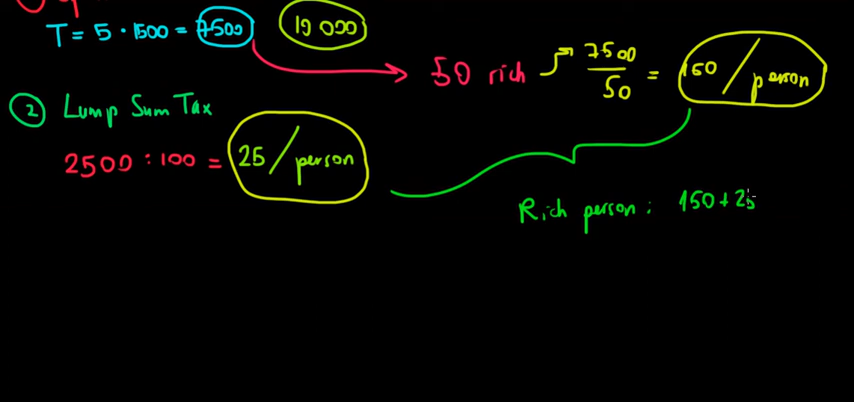 T = 5 · 1500 = 7500 10 000
50 rich 7500 / 50 = 150 / person
2 Lump Sum Tax
2500 : 100 = 25 / person
Rich person: 150 + 25